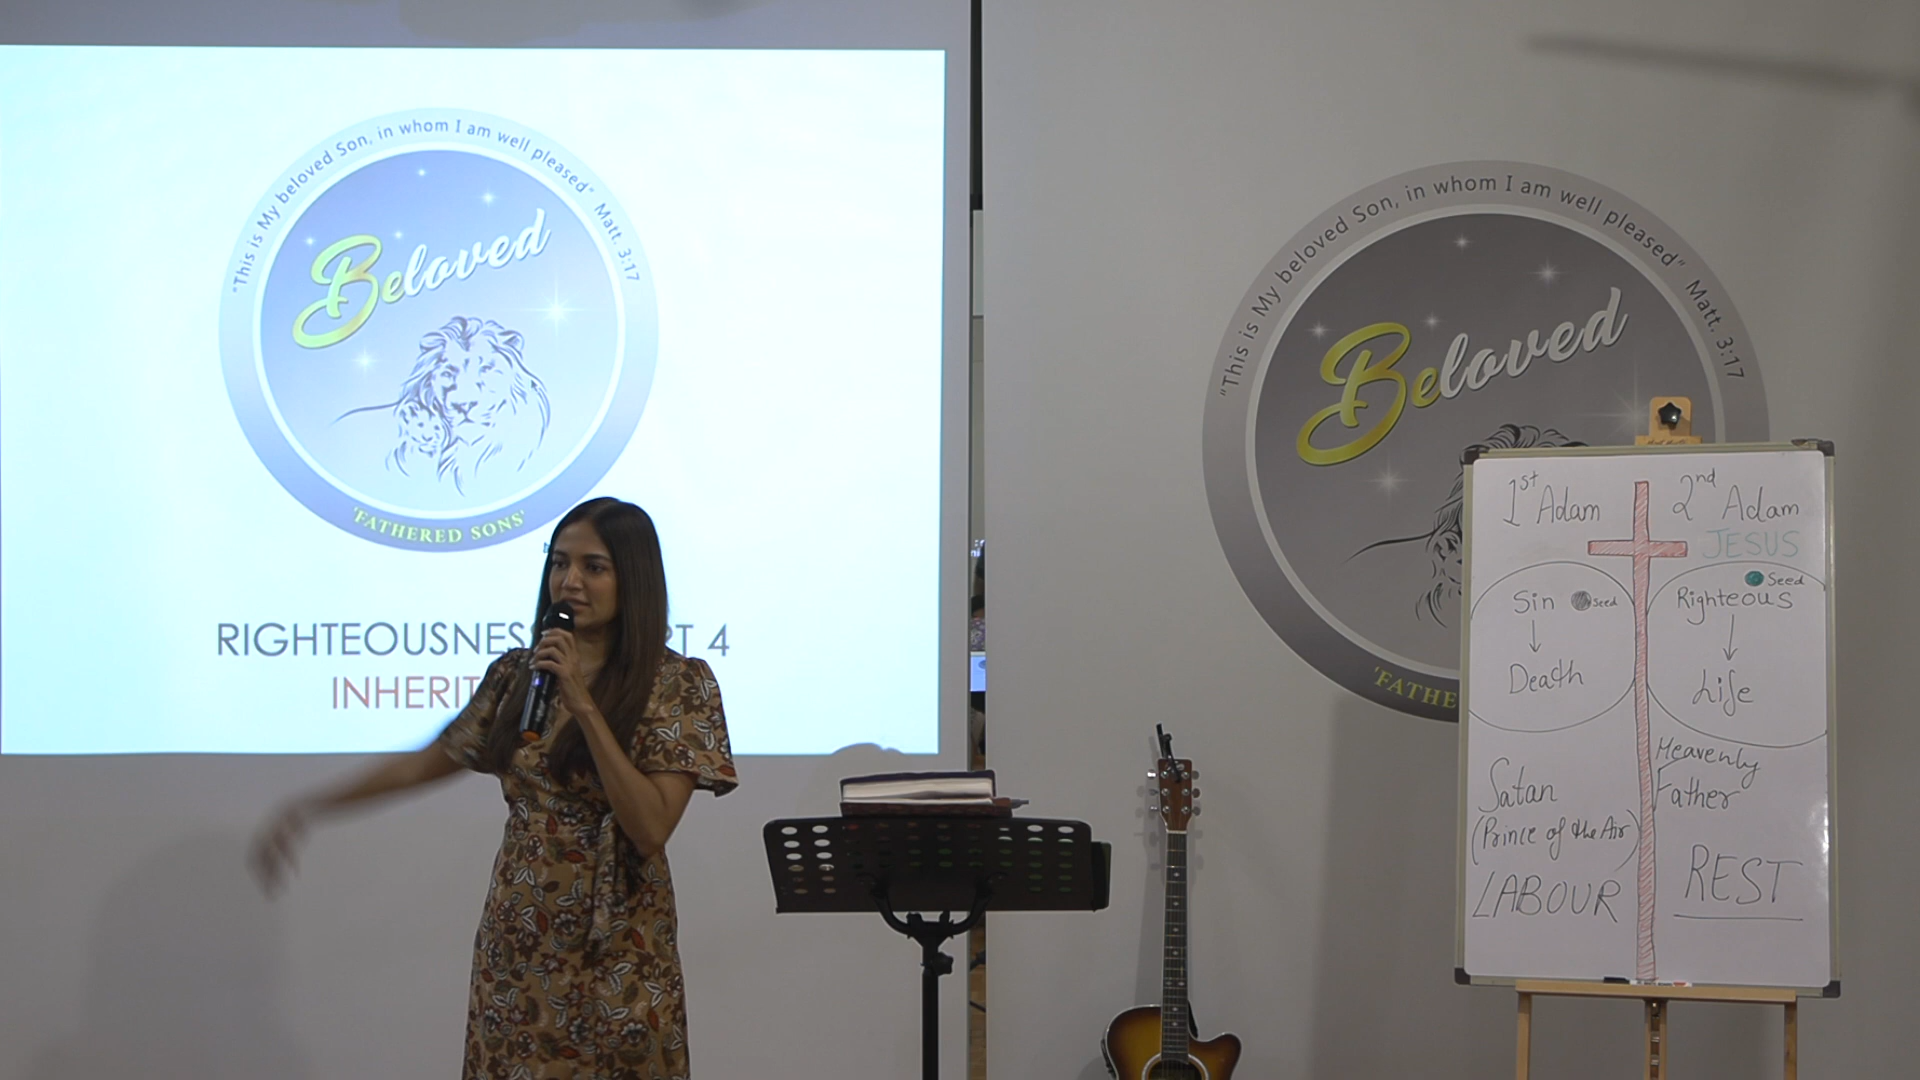 "This is My beloved Son, in whom I am well pleased" Matt. 3:17
Beloved
'FATHERED SONS'
RIGHTEOUSNES RT 4
INHERIT
"This is My beloved Son, in whom I am well pleased" Matt. 3:17
Beloved
'FATHE
1st Adam
Sin Seed
Death
Satan
(Prince of the Air)
LABOUR
2nd Adam
JESUS
Seed
Righteous
Life
Heavenly
Father
REST